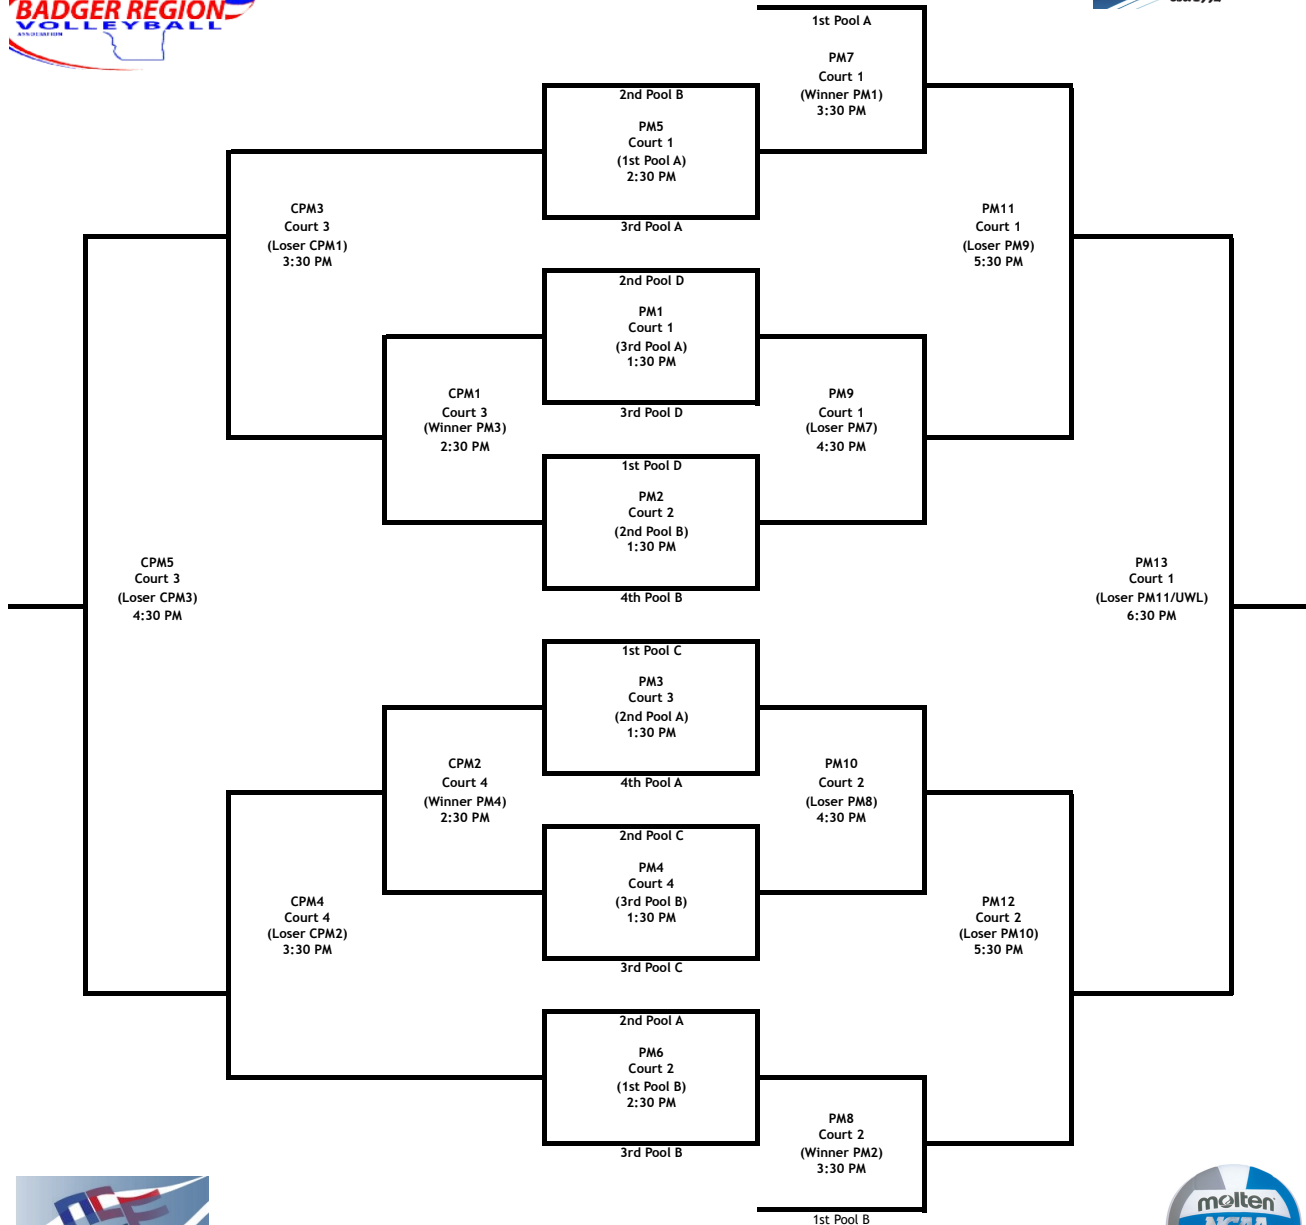 BADGER REGION
VOLLEYBALL
ASSOCIATION
1st Pool A
PM7
Court 1
(Winner PM1)
3:30 PM
2nd Pool B
PM5
Court 1
(1st Pool A)
2:30 PM
3rd Pool A
CPM3
Court 3
(Loser CPM1)
3:30 PM
PM11
Court 1
(Loser PM9)
5:30 PM
2nd Pool D
PM1
Court 1
(3rd Pool A)
1:30 PM
3rd Pool D
CPM1
Court 3
(Winner PM3)
2:30 PM
PM9
Court 1
(Loser PM7)
4:30 PM
1st Pool D
PM2
Court 2
(2nd Pool B)
1:30 PM
4th Pool B
CPM5
Court 3
(Loser CPM3)
4:30 PM
PM13
Court 1
(Loser PM11/UWL)
6:30 PM
1st Pool C
PM3
Court 3
(2nd Pool A)
1:30 PM
4th Pool A
CPM2
Court 4
(Winner PM4)
2:30 PM
PM10
Court 2
(Loser PM8)
4:30 PM
2nd Pool C
PM4
Court 4
(3rd Pool B)
1:30 PM
3rd Pool C
CPM4
Court 4
(Loser CPM2)
3:30 PM
PM12
Court 2
(Loser PM10)
5:30 PM
2nd Pool A
PM6
Court 2
(1st Pool B)
2:30 PM
3rd Pool B
PM8
Court 2
(Winner PM2)
3:30 PM
1st Pool B
molten
NCAA